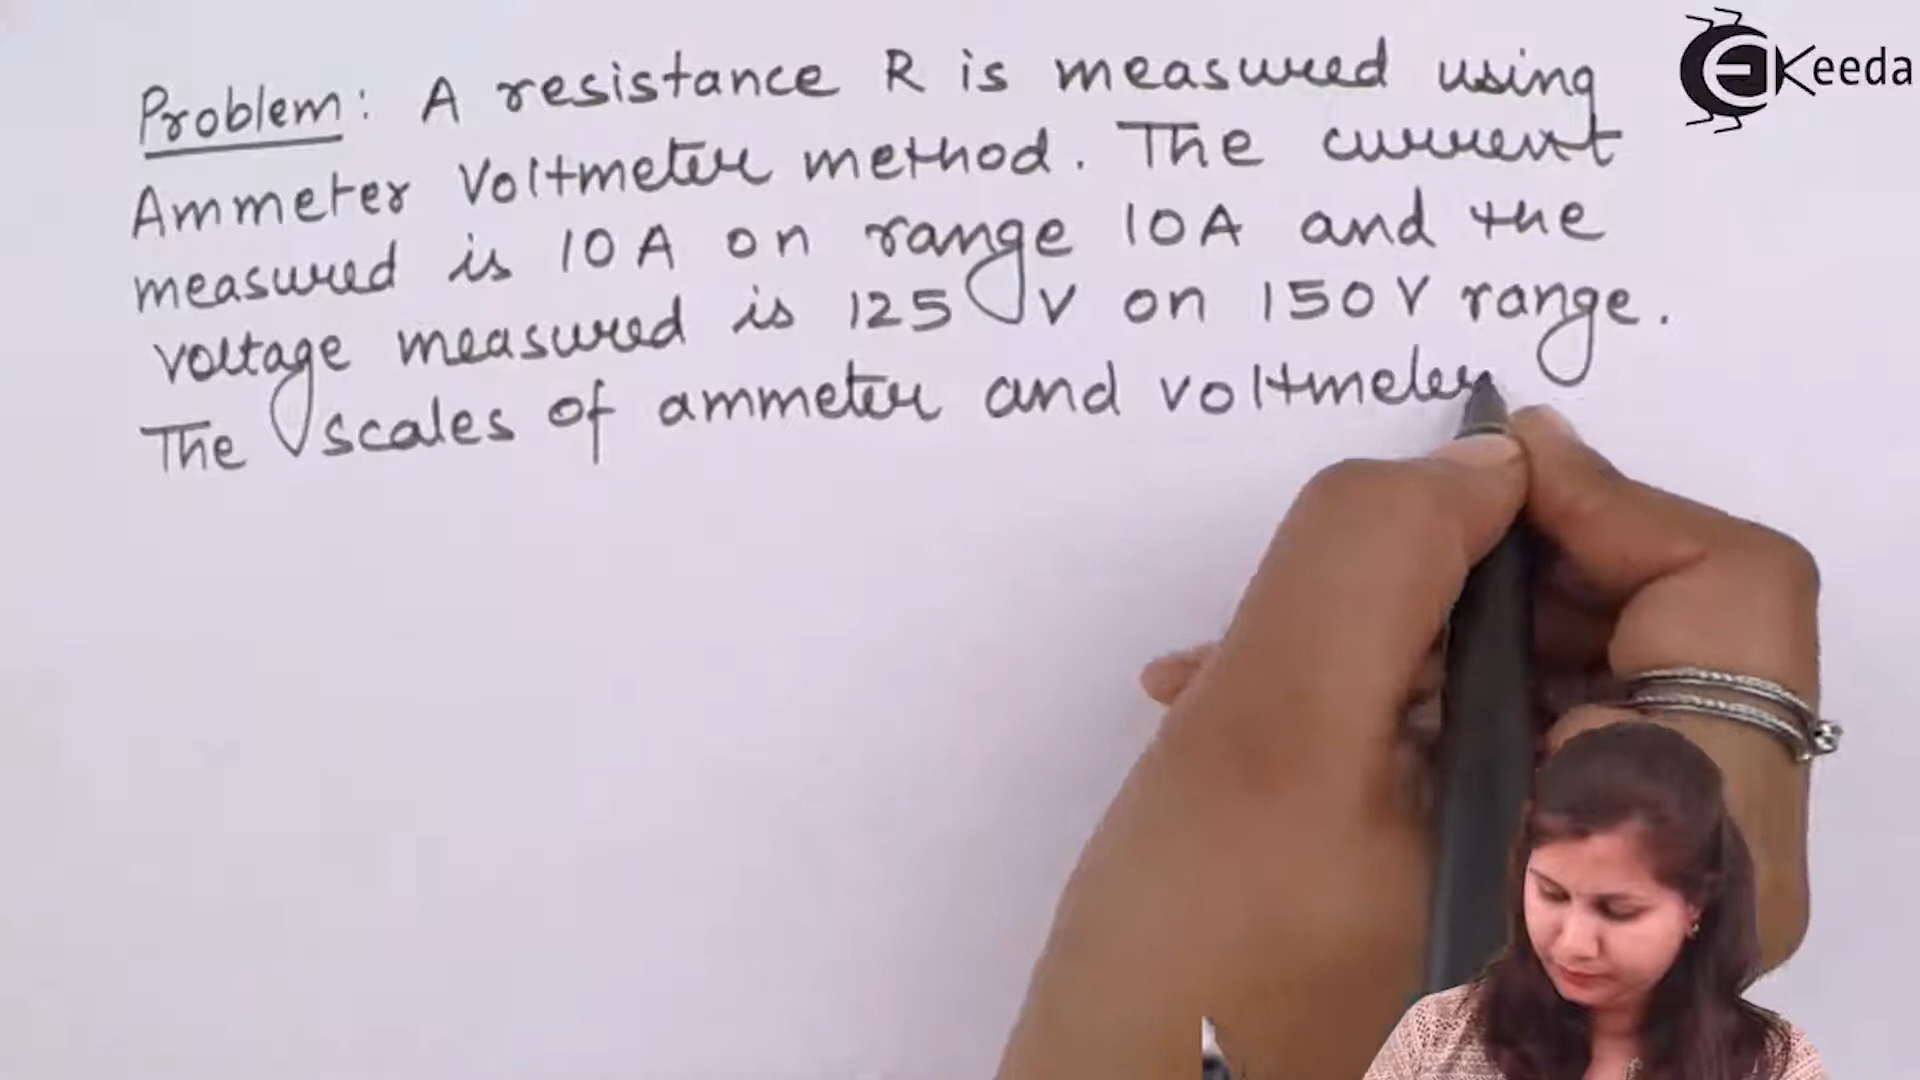 Problem: A resistance R is measured using
Ammeter Voltmeter method. The current
measured is 10A on range 10A and the
voltage measured is 125 V on 150V range.
The scales of ammeter and voltmeter
EKeeda